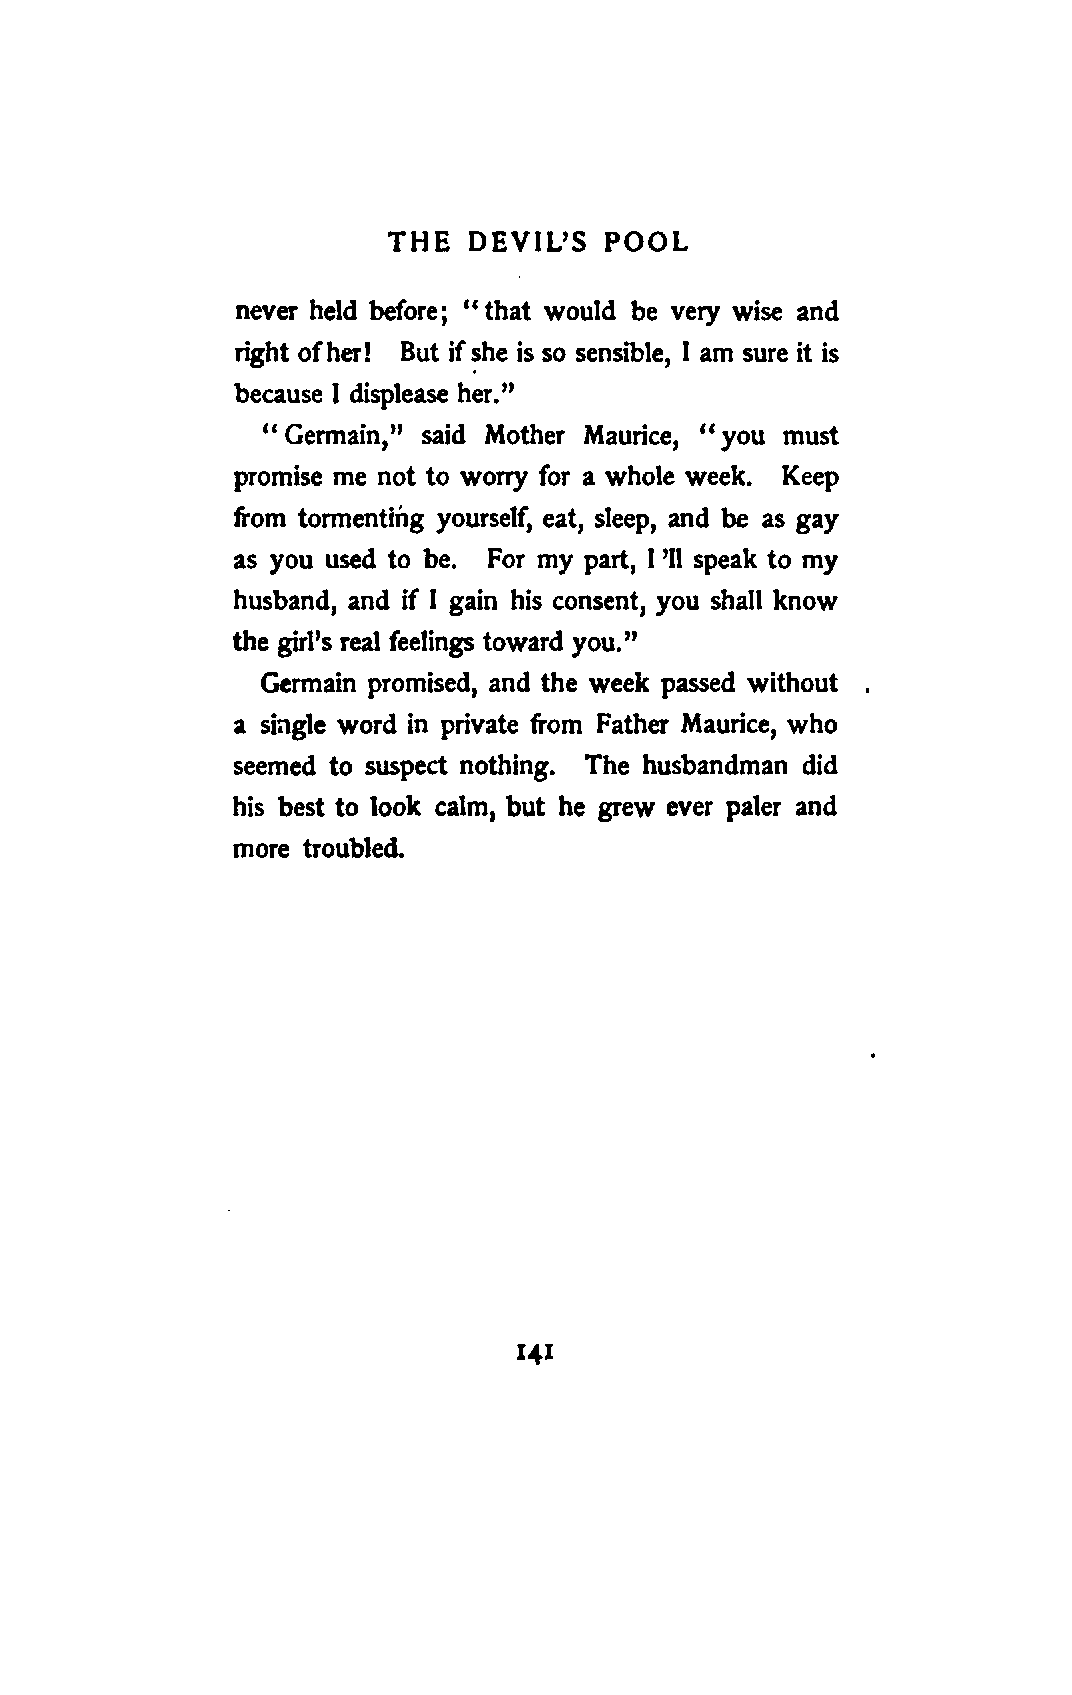 THE DEVIL'S POOL
never held before; “that would be very wise and
right of her! But if she is so sensible, I am sure it is
because I displease her.”
“Germain,” said Mother Maurice, “you must
promise me not to worry for a whole week. Keep
from tormenting yourself, eat, sleep, and be as gay
as you used to be. For my part, I 'll speak to my
husband, and if I gain his consent, you shall know
the girl's real feelings toward you.”
Germain promised, and the week passed without
a single word in private from Father Maurice, who
seemed to suspect nothing. The husbandman did
his best to look calm, but he grew ever paler and
more troubled.
141